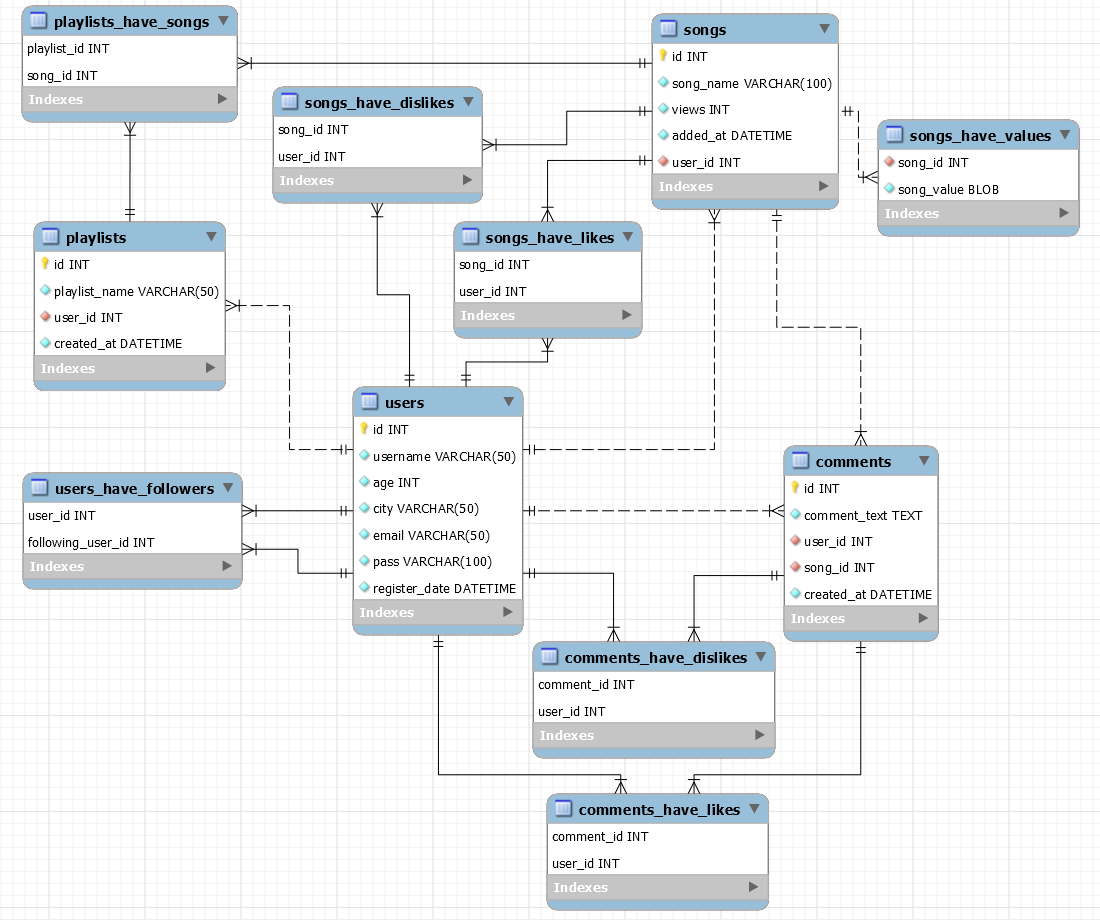 playlists_have_songs
playlist_id INT
song_id INT
Indexes
songs
id INT
song_name VARCHAR(100)
views INT
added_at DATETIME
user_id INT
Indexes
songs_have_dislikes
song_id INT
user_id INT
Indexes
songs_have_values
song_id INT
song_value BLOB
Indexes
playlists
id INT
playlist_name VARCHAR(50)
user_id INT
created_at DATETIME
Indexes
songs_have_likes
song_id INT
user_id INT
Indexes
users
id INT
username VARCHAR(50)
age INT
city VARCHAR(50)
email VARCHAR(50)
pass VARCHAR(100)
register_date DATETIME
Indexes
users_have_followers
user_id INT
following_user_id INT
Indexes
comments
id INT
comment_text TEXT
user_id INT
song_id INT
created_at DATETIME
Indexes
comments_have_dislikes
comment_id INT
user_id INT
Indexes
comments_have_likes
comment_id INT
user_id INT
Indexes